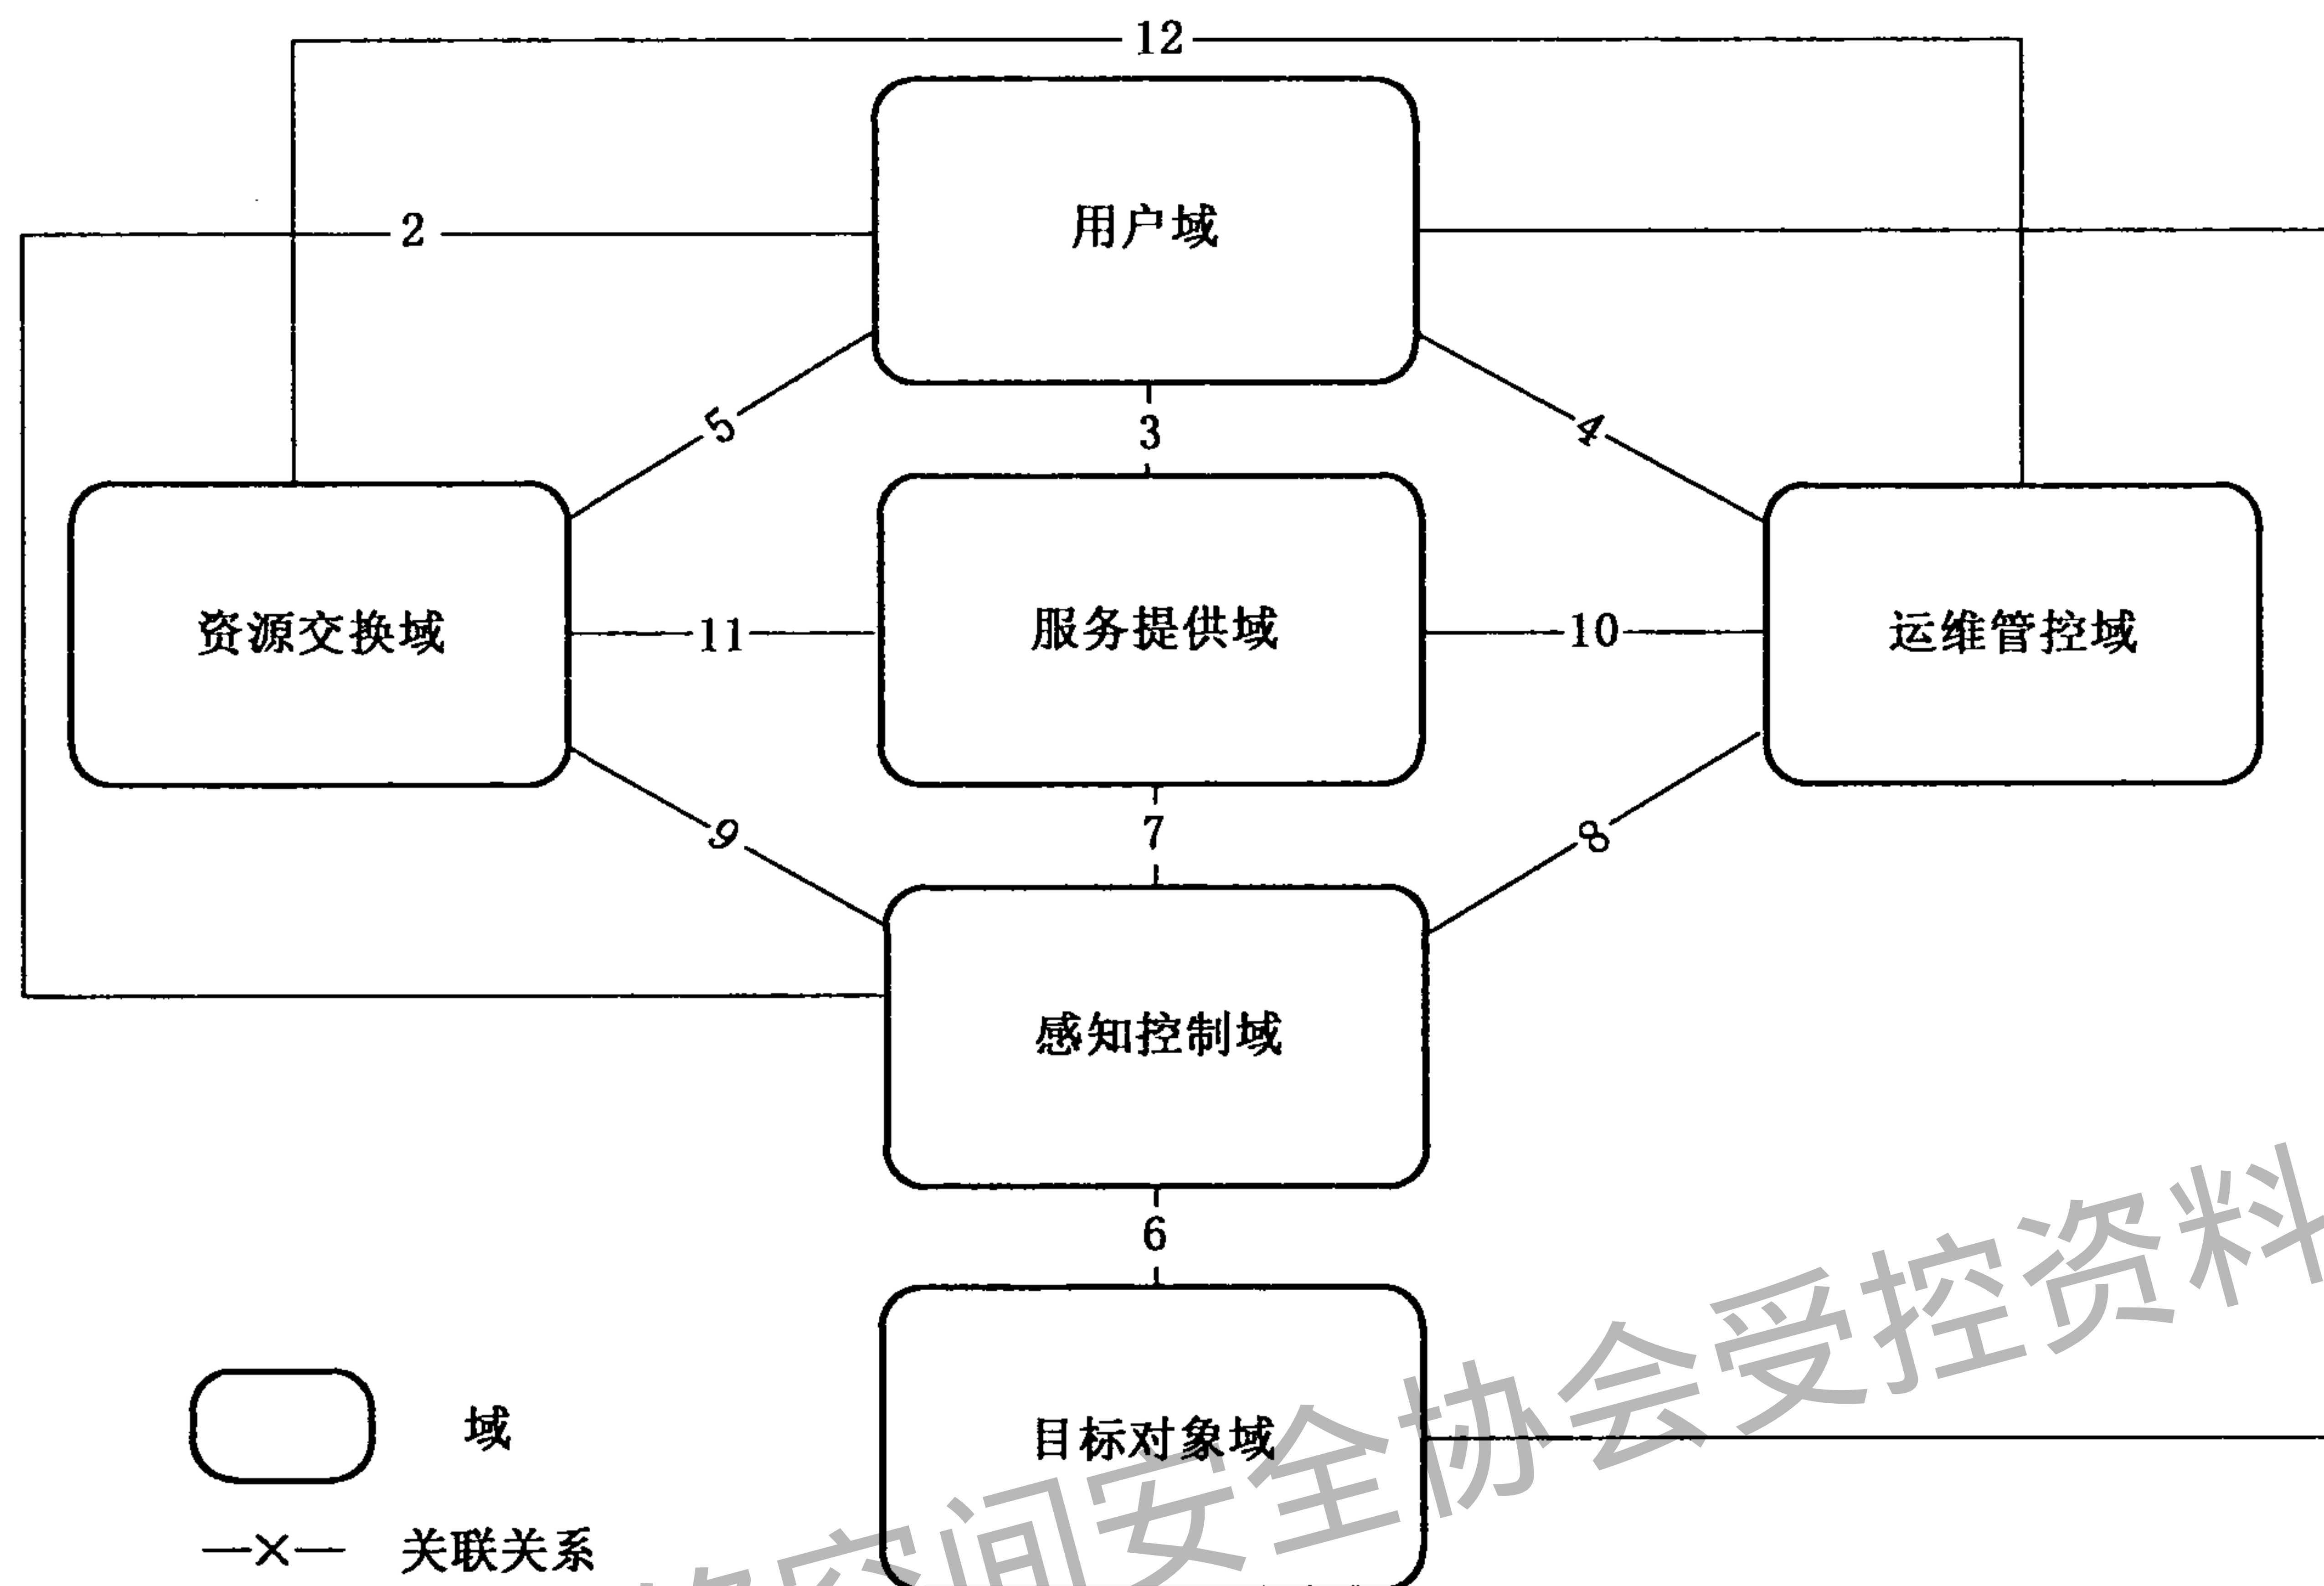 12
用户域
2
5
3
4
资源交换域
11
服务提供域
10
运维管控域
9
7
8
感知控制域
6
目标对象域
域
—×— 关联关系
空间安全协会受控资料